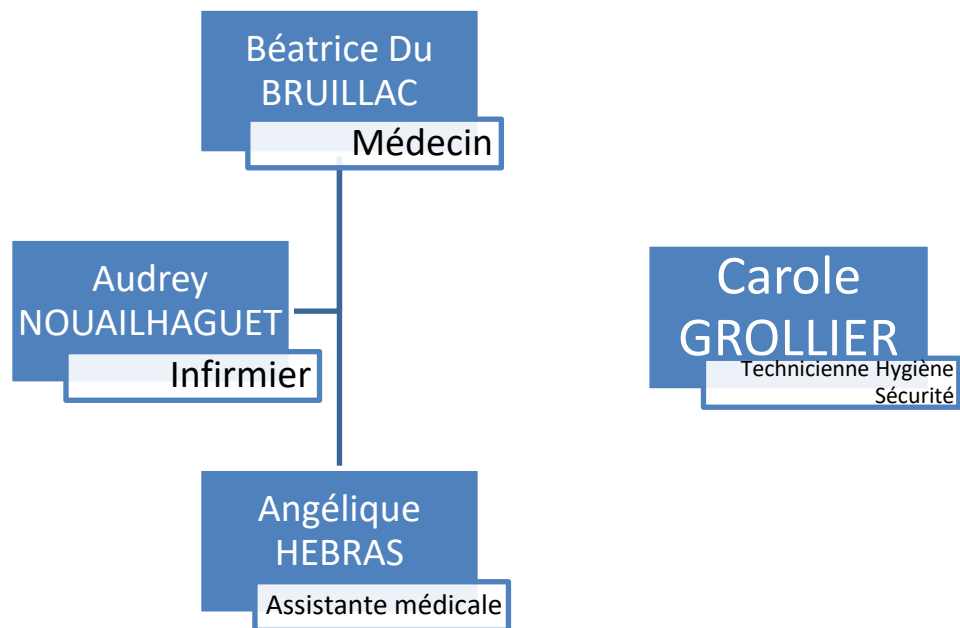 Béatrice Du
BRUILLAC
Médecin
Audrey
NOUAILHAGUET
Infirmier
Carole
GROLLIER
Technicienne Hygiène
Sécurité
Angélique
HEBRAS
Assistante médicale